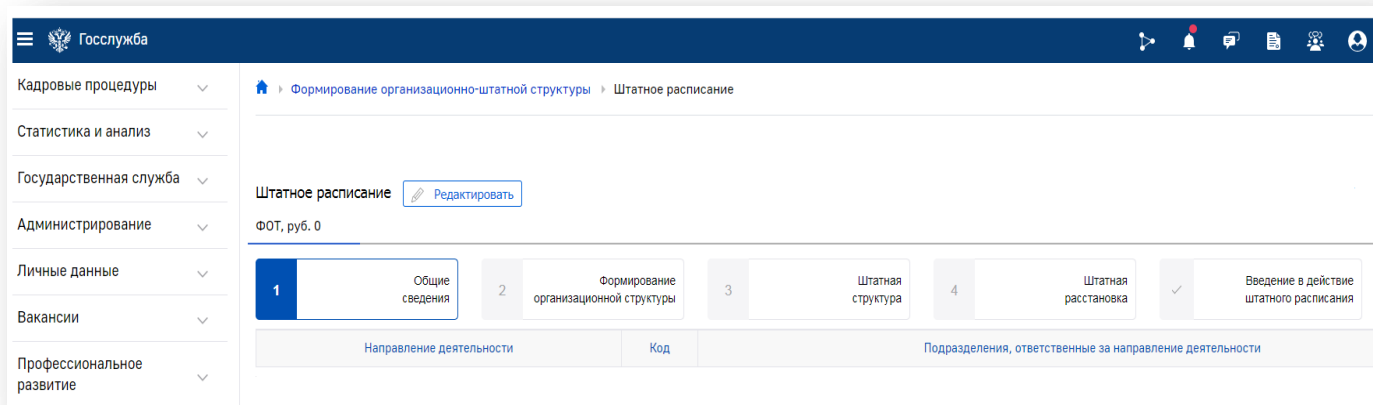 Госслужба
Кадровые процедуры
Статистика и анализ
Государственная служба
Администрирование
Личные данные
Вакансии
Профессиональное
развитие
Формирование организационно-штатной структуры Штатное расписание
Штатное расписание Редактировать
ФОТ, руб. 0
1 Общие
сведения
2 Формирование
организационной структуры
3 Штатная
структура
4 Штатная
расстановка
Введение в действие
штатного расписания
Направление деятельности Код Подразделения, ответственные за направление деятельности